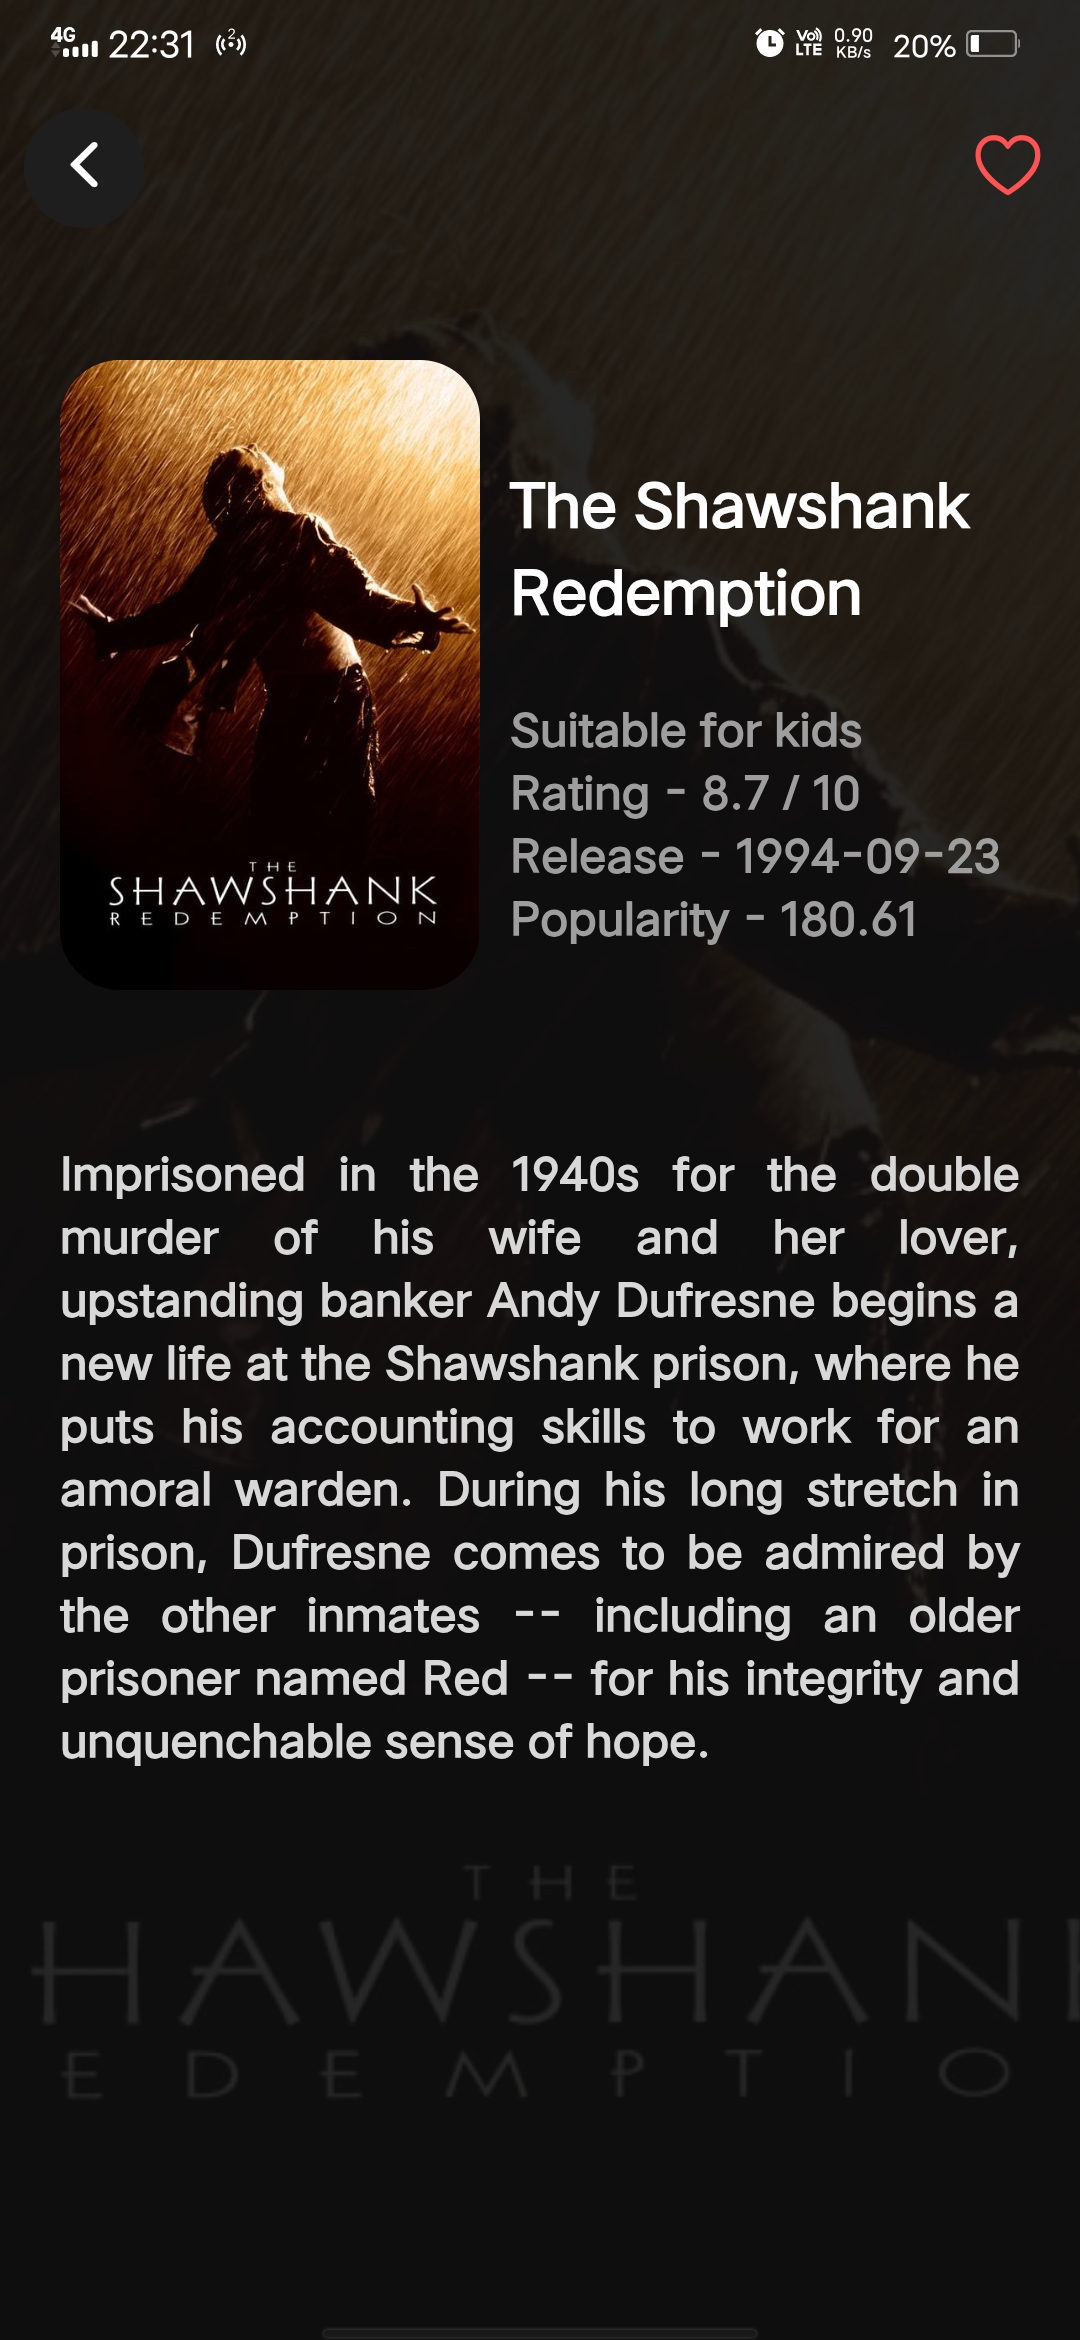 4G 22:31 2 Vo) LTE 0.90 KB/s 20%
The Shawshank
Redemption
Suitable for kids
Rating - 8.7 / 10
Release - 1994-09-23
Popularity - 180.61
THE
SHAWSHANK
REDEMPTION
Imprisoned in the 1940s for the double
murder of his wife and her lover,
upstanding banker Andy Dufresne begins a
new life at the Shawshank prison, where he
puts his accounting skills to work for an
amoral warden. During his long stretch in
prison, Dufresne comes to be admired by
the other inmates -- including an older
prisoner named Red -- for his integrity and
unquenchable sense of hope.
THE
HAWSHAN
EDEMPTIO